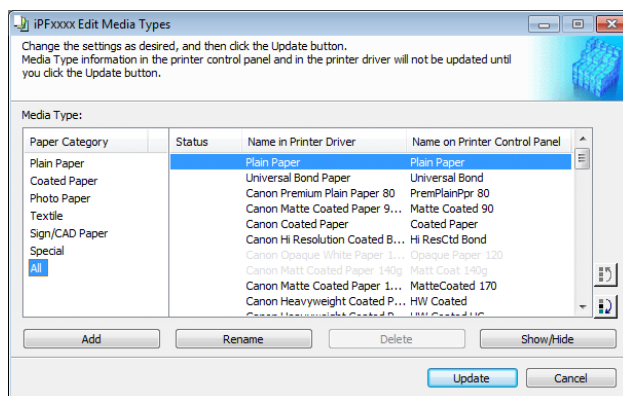 iPFxxxx Edit Media Types
Change the settings as desired, and then click the Update button.
Media Type information in the printer control panel and in the printer driver will not be updated until
you click the Update button.
Media Type:
Paper Category Status Name in Printer Driver Name on Printer Control Panel
Plain Paper
Coated Paper
Photo Paper
Textile
Sign/CAD Paper
Special
All
Plain Paper Plain Paper
Universal Bond Paper Universal Bond
Canon Premium Plain Paper 80 PremPlainPpr 80
Canon Matte Coated Paper 9... Matte Coated 90
Canon Coated Paper Coated Paper
Canon Hi Resolution Coated B... Hi ResCtd Bond
Canon Opaque White Paper 1... Opaque Paper 120
Canon Matt Coated Paper 140g Matt Coat 140g
Canon Matte Coated Paper 1... MatteCoated 170
Canon Heavyweight Coated P... HW Coated
Canon Heavyweight Coated P... HW Coated HG
Add Rename Delete Show/Hide
Update Cancel